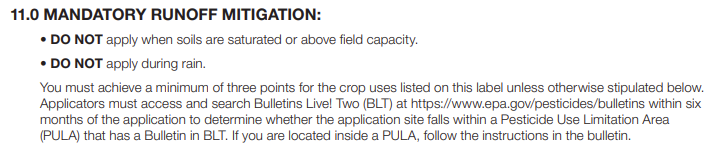 11.0 MANDATORY RUNOFF MITIGATION:
• DO NOT apply when soils are saturated or above field capacity.
• DO NOT apply during rain.
You must achieve a minimum of three points for the crop uses listed on this label unless otherwise stipulated below.
Applicators must access and search Bulletins Live! Two (BLT) at https://www.epa.gov/pesticides/bulletins within six
months of the application to determine whether the application site falls within a Pesticide Use Limitation Area
(PULA) that has a Bulletin in BLT. If you are located inside a PULA, follow the instructions in the bulletin.